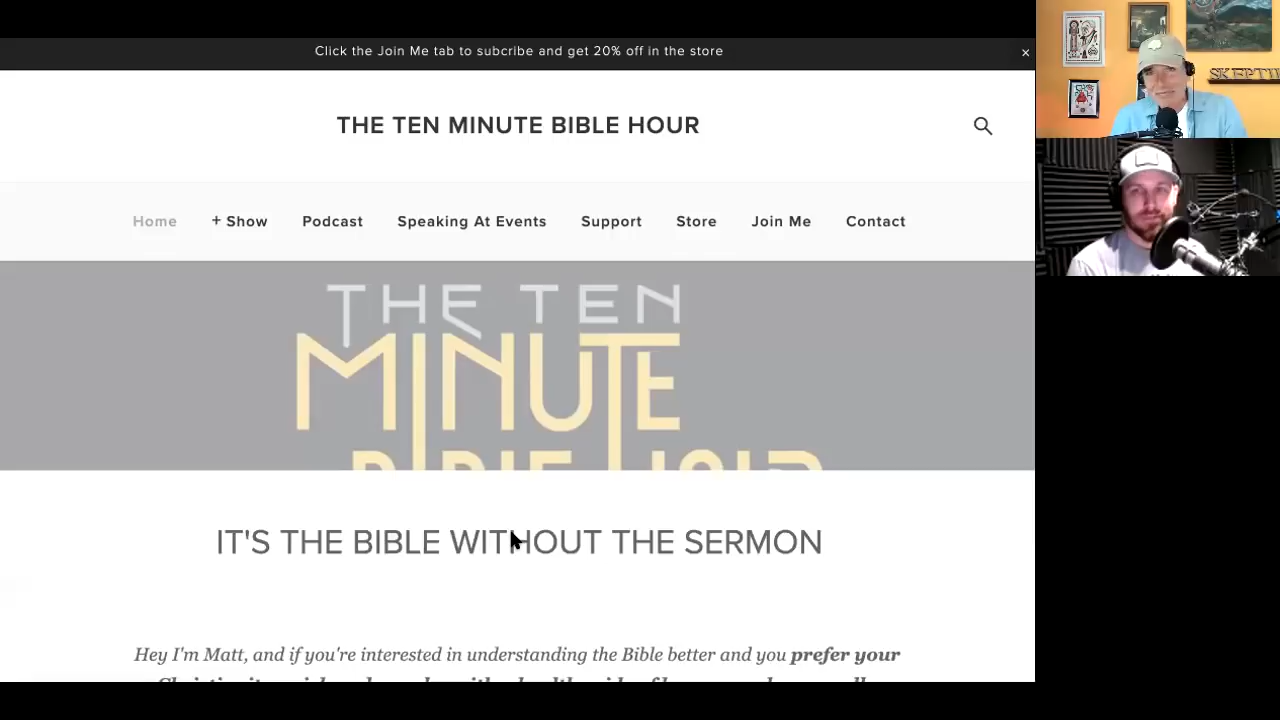 Click the Join Me tab to subcribe and get 20% off in the store
×
THE TEN MINUTE BIBLE HOUR
Home + Show Podcast Speaking At Events Support Store Join Me Contact
THE TEN
MINUTE
BIBLE HOUR
IT'S THE BIBLE WITHOUT THE SERMON
Hey I'm Matt, and if you're interested in understanding the Bible better and you prefer your